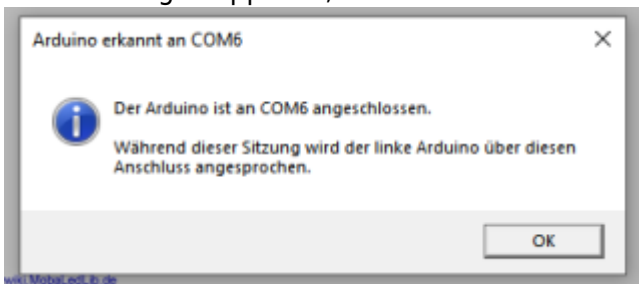 Arduino erkannt an COM6
Der Arduino ist an COM6 angeschlossen.
Während dieser Sitzung wird der linke Arduino über diesen
Anschluss angesprochen.
OK
wiki.MobaLedLib.de